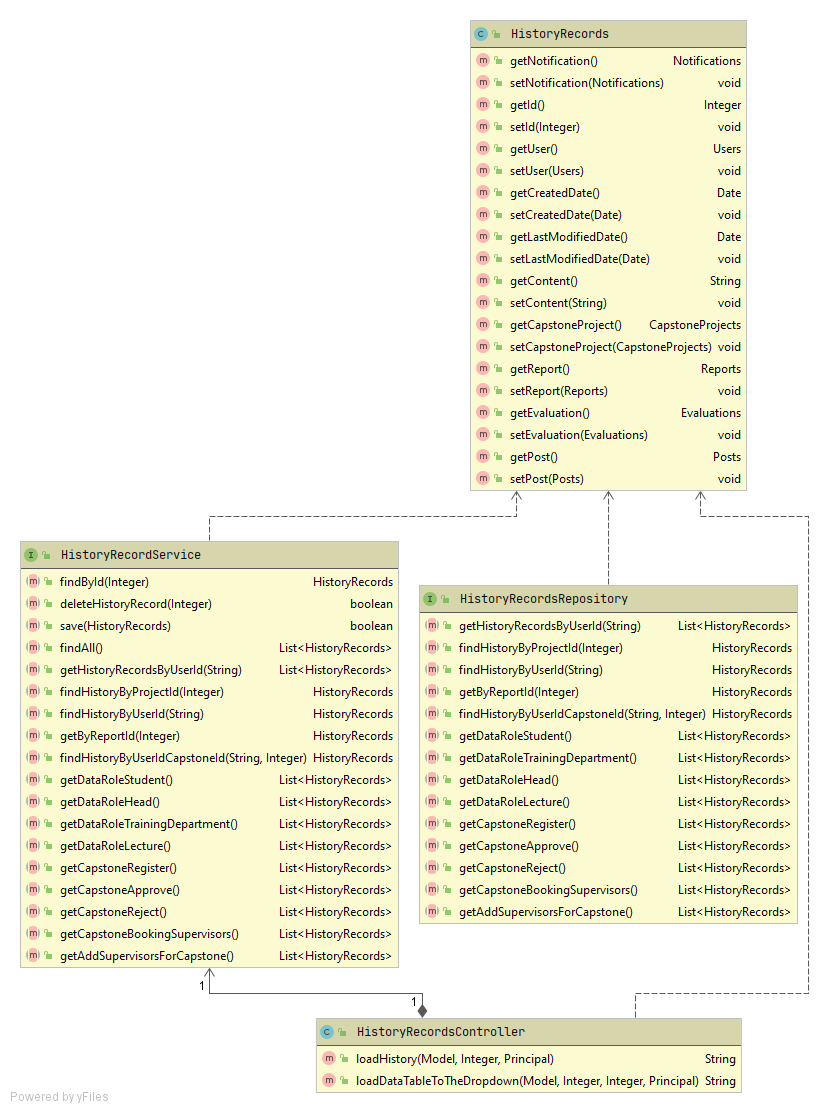 HistoryRecords
getNotification() Notifications
setNotification(Notifications) void
getId() Integer
setId(Integer) void
getUser() Users
setUser(Users) void
getCreatedDate() Date
setCreatedDate(Date) void
getLastModifiedDate() Date
setLastModifiedDate(Date) void
getContent() String
setContent(String) void
getCapstoneProject() CapstoneProjects
setCapstoneProject(CapstoneProjects) void
getReport() Reports
setReport(Reports) void
getEvaluation() Evaluations
setEvaluation(Evaluations) void
getPost() Posts
setPost(Posts) void
HistoryRecordService
findById(Integer) HistoryRecords
deleteHistoryRecord(Integer) boolean
save(HistoryRecords) boolean
findAll() List<HistoryRecords>
getHistoryRecordsByUserId(String) List<HistoryRecords>
findHistoryByProjectId(Integer) HistoryRecords
findHistoryByUserId(String) HistoryRecords
getByReportId(Integer) HistoryRecords
findHistoryByUserIdCapstoneId(String, Integer) HistoryRecords
getDataRoleStudent() List<HistoryRecords>
getDataRoleHead() List<HistoryRecords>
getDataRoleTrainingDepartment() List<HistoryRecords>
getDataRoleLecture() List<HistoryRecords>
getCapstoneRegister() List<HistoryRecords>
getCapstoneApprove() List<HistoryRecords>
getCapstoneReject() List<HistoryRecords>
getCapstoneBookingSupervisors() List<HistoryRecords>
getAddSupervisorsForCapstone() List<HistoryRecords>
HistoryRecordsRepository
getHistoryRecordsByUserId(String) List<HistoryRecords>
findHistoryByProjectId(Integer) HistoryRecords
findHistoryByUserId(String) HistoryRecords
getByReportId(Integer) HistoryRecords
findHistoryByUserIdCapstoneId(String, Integer) HistoryRecords
getDataRoleStudent() List<HistoryRecords>
getDataRoleTrainingDepartment() List<HistoryRecords>
getDataRoleHead() List<HistoryRecords>
getDataRoleLecture() List<HistoryRecords>
getCapstoneRegister() List<HistoryRecords>
getCapstoneApprove() List<HistoryRecords>
getCapstoneReject() List<HistoryRecords>
getCapstoneBookingSupervisors() List<HistoryRecords>
getAddSupervisorsForCapstone() List<HistoryRecords>
1
1
HistoryRecordsController
loadHistory(Model, Integer, Principal) String
loadDataTableToTheDropdown(Model, Integer, Integer, Principal) String
Powered by yFiles